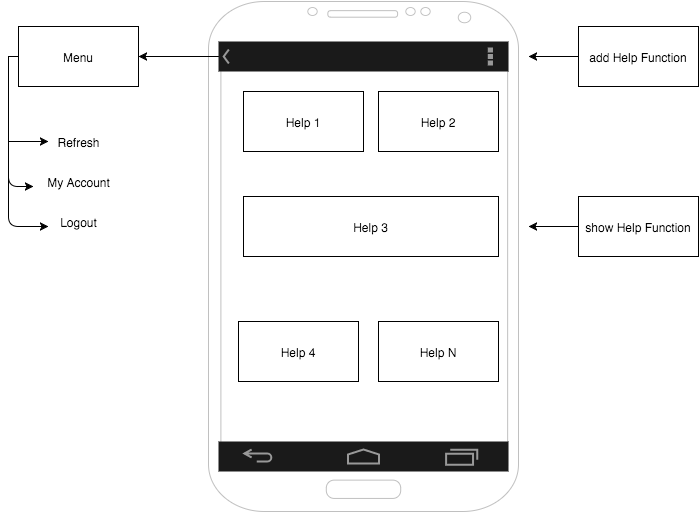 Menu
add Help Function
Help 1
Help 2
Refresh
My Account
Logout
Help 3
show Help Function
Help 4
Help N